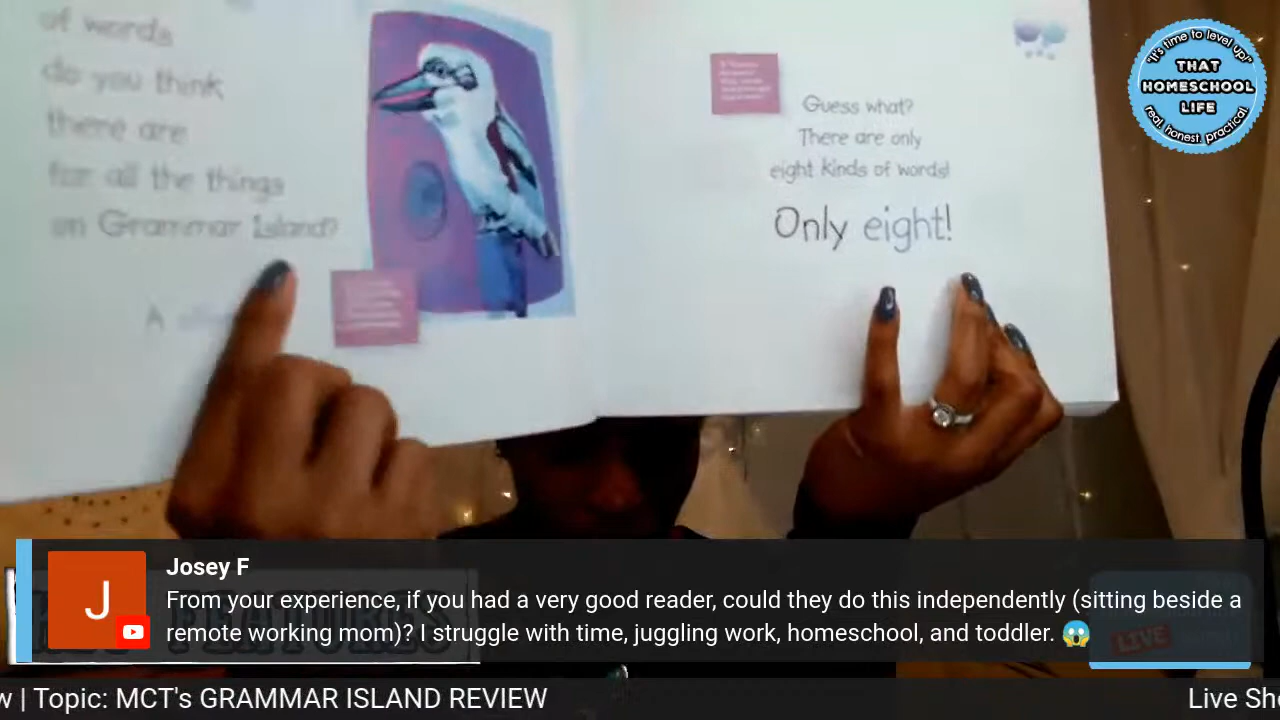 of words
do you think
there are
for all the things
on Grammar Island?
A
Guess what?
There are only
eight kinds of words!
Only eight!
"it's time to level up!"
THAT
HOMESCHOOL
LIFE
real. honest. practical.
J
Josey F
From your experience, if you had a very good reader, could they do this independently (sitting beside a
remote working mom)? I struggle with time, juggling work, homeschool, and toddler. 😱
LIVE
w | Topic: MCT's GRAMMAR ISLAND REVIEW
Live Sho